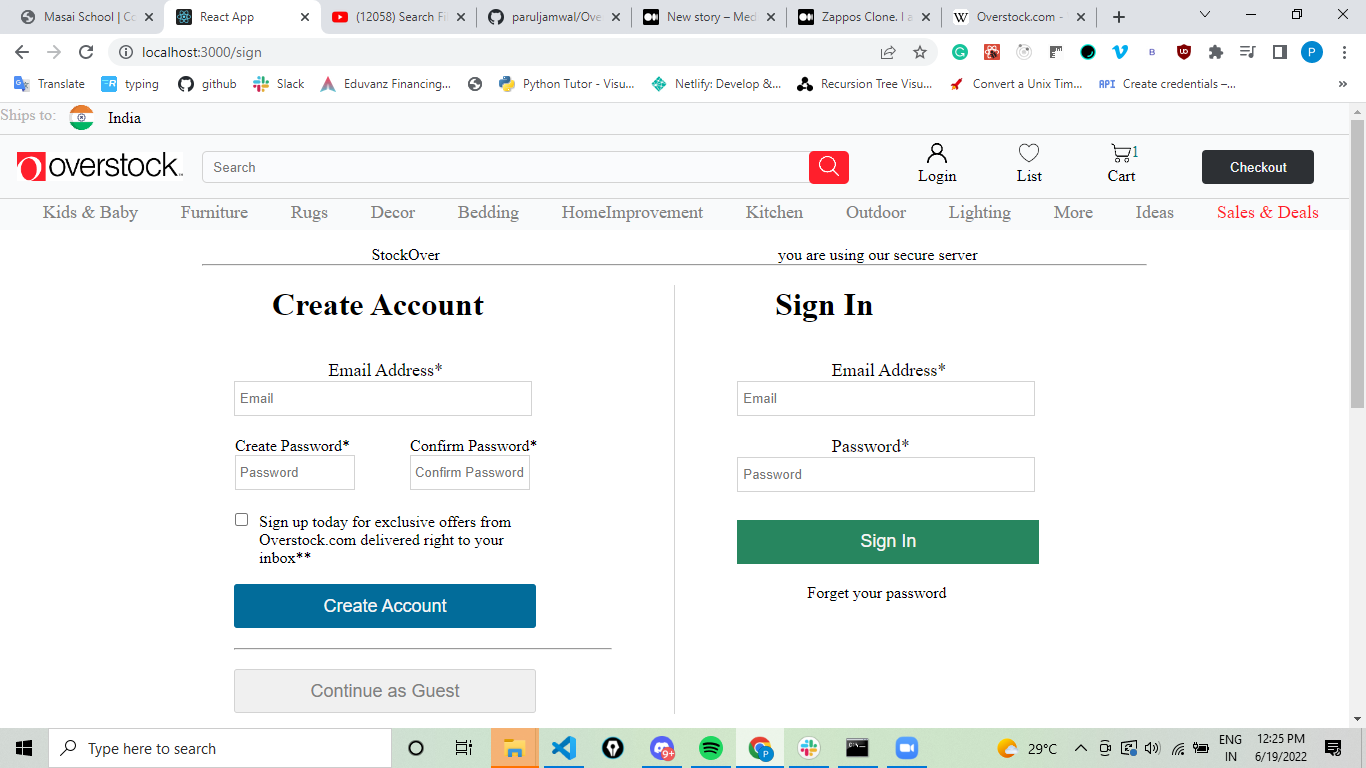 Masai School | Co
React App
(12058) Search Fi
paruljamwal/Ove
New story – Med
Zappos Clone. I a
Overstock.com -
localhost:3000/sign
P
Translate
typing
github
Slack
Eduvanz Financing...
Python Tutor - Visu...
Netlify: Develop &...
Recursion Tree Visu...
Convert a Unix Tim...
API Create credentials –...
»
Ships to: India
overstock™
Search
Login
List
1
Cart
Checkout
Kids & Baby
Furniture
Rugs
Decor
Bedding
HomeImprovement
Kitchen
Outdoor
Lighting
More
Ideas
Sales & Deals
StockOver
you are using our secure server
Create Account
Email Address*
Email
Create Password*
Confirm Password*
Password
Confirm Password
Sign up today for exclusive offers from
Overstock.com delivered right to your
inbox**
Create Account
Continue as Guest
Sign In
Email Address*
Email
Password*
Password
Sign In
Forget your password
Type here to search
9+
P
29°C
ENG
IN
12:25 PM
6/19/2022